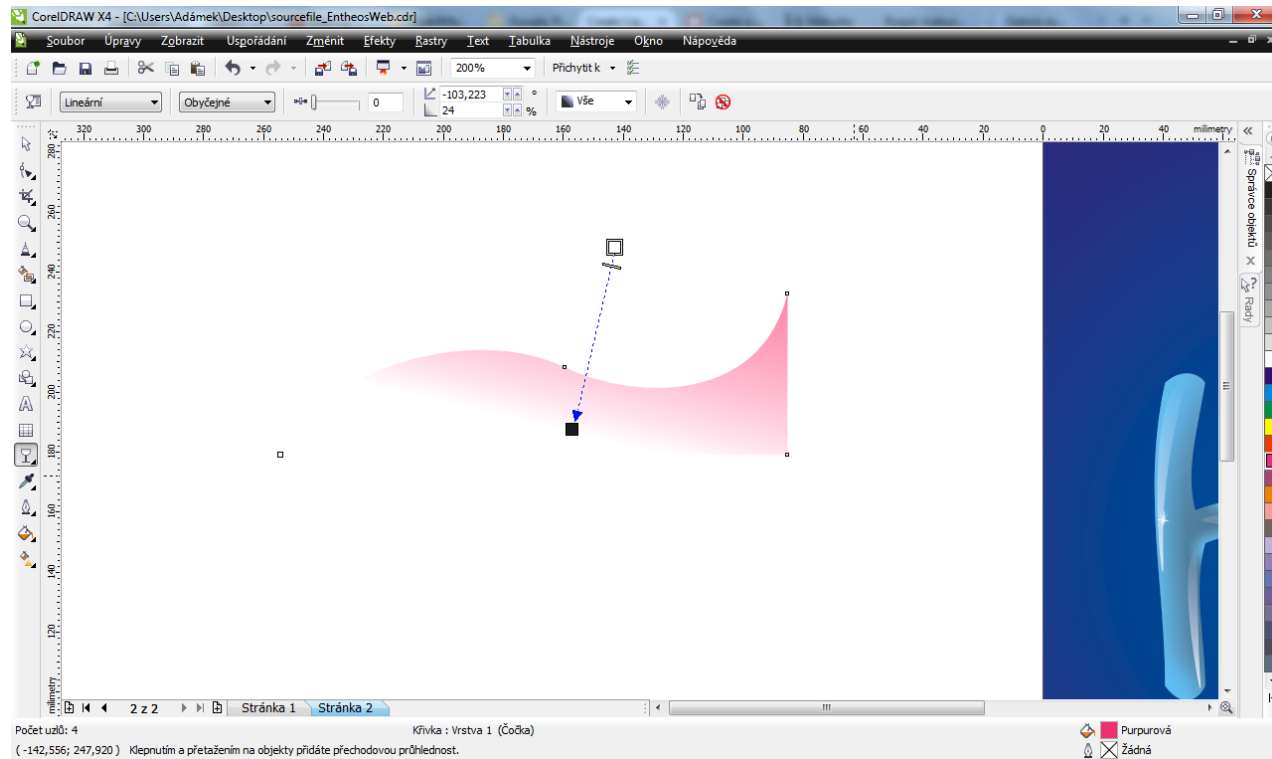 CorelDRAW X4 - [C:\Users\Adámek\Desktop\sourcefile_EntheosWeb.cdr]
Soubor Úpravy Zobrazit Uspořádání Změnit Efekty Rastry Text Tabulka Nástroje Okno Nápověda
200% Přichytit k
Lineární Obyčejné 0 -103,223 ° 24 % Vše
320 300 280 260 240 220 200 180 160 140 120 100 80 60 40 20 0 20 40 milimetry
280
260
240
220
200
180
160
140
120
milimetry
Správce objektů
Rady
2 z 2 Stránka 1 Stránka 2
Počet uzlů: 4 Křivka : Vrstva 1 (Čočka) Purpurová
( -142,556; 247,920 ) Klepnutím a přetažením na objekty přidáte přechodovou průhlednost. Žádná